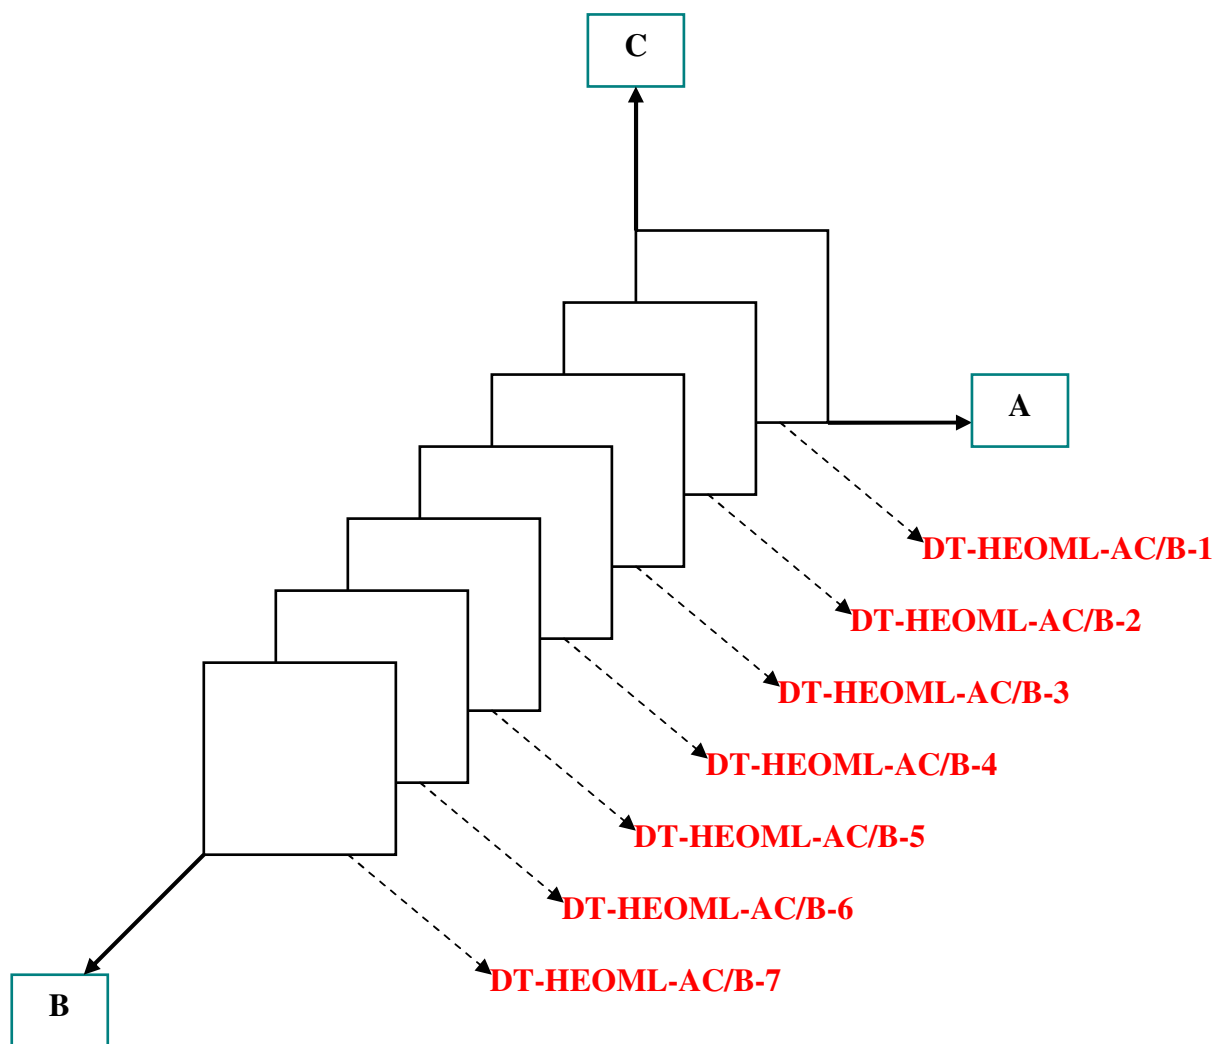 C
A
DT-HEOML-AC/B-1
DT-HEOML-AC/B-2
DT-HEOML-AC/B-3
DT-HEOML-AC/B-4
DT-HEOML-AC/B-5
DT-HEOML-AC/B-6
DT-HEOML-AC/B-7
B